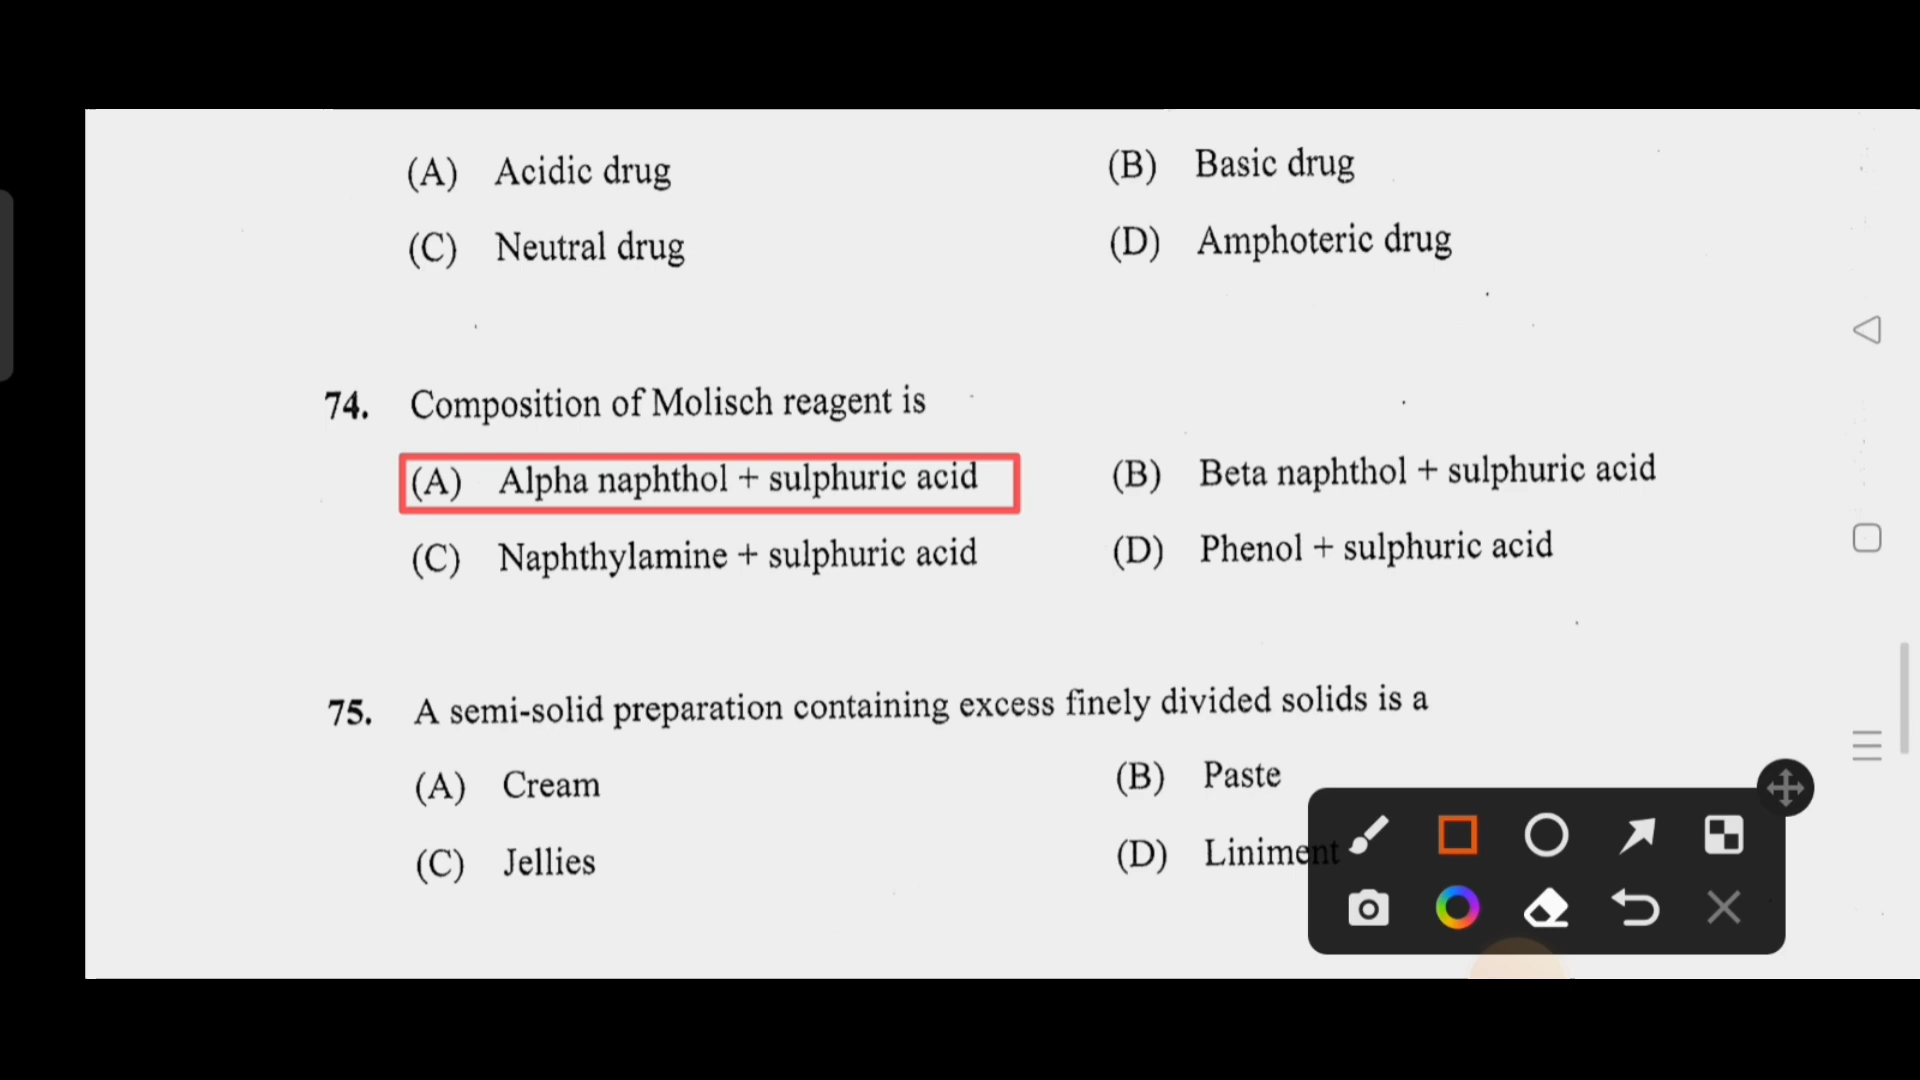 (A) Acidic drug (B) Basic drug
(C) Neutral drug (D) Amphoteric drug
74. Composition of Molisch reagent is
(A) Alpha naphthol + sulphuric acid (B) Beta naphthol + sulphuric acid
(C) Naphthylamine + sulphuric acid (D) Phenol + sulphuric acid
75. A semi-solid preparation containing excess finely divided solids is a
(A) Cream (B) Paste
(C) Jellies (D) Liniment